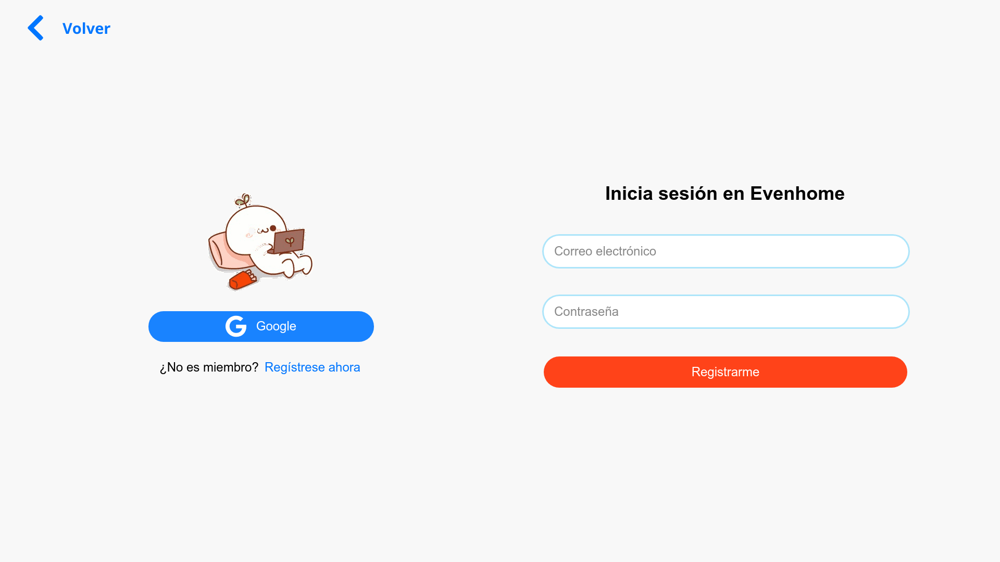 Volver
Google
¿No es miembro? Regístrese ahora
Inicia sesión en Evenhome
Correo electrónico
Contraseña
Registrarme